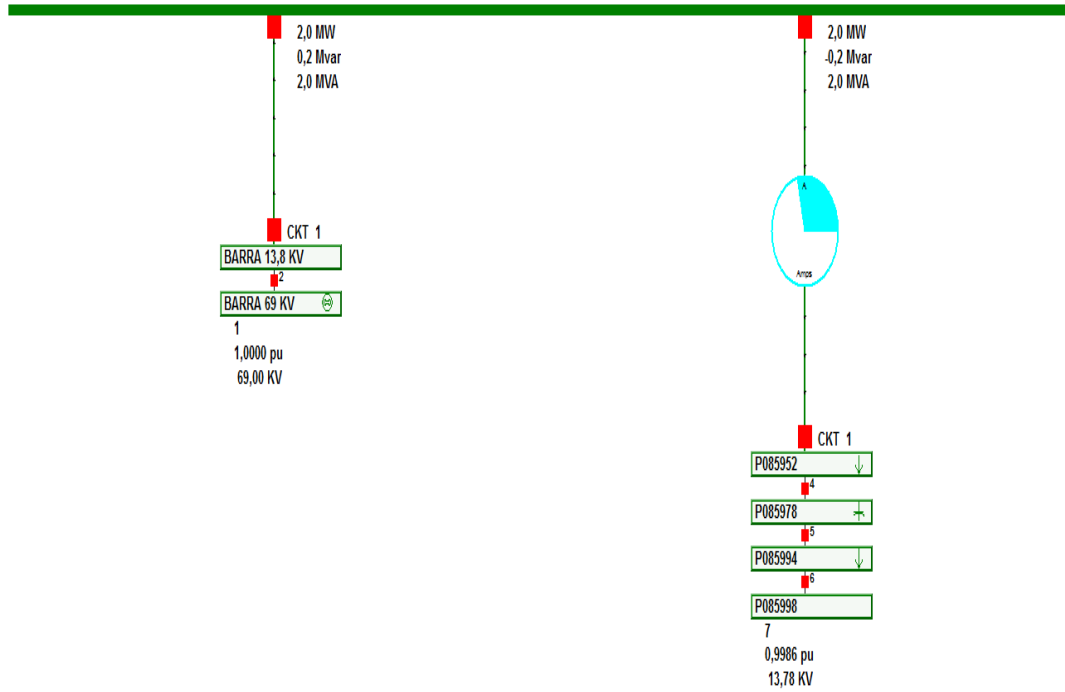 2,0 MW
0,2 Mvar
2,0 MVA
CKT 1
BARRA 13,8 KV
2
BARRA 69 KV
1
1,0000 pu
69,00 KV
2,0 MW
-0,2 Mvar
2,0 MVA
A
Amps
CKT 1
P085952
4
P085978
5
P085994
6
P085998
7
0,9986 pu
13,78 KV